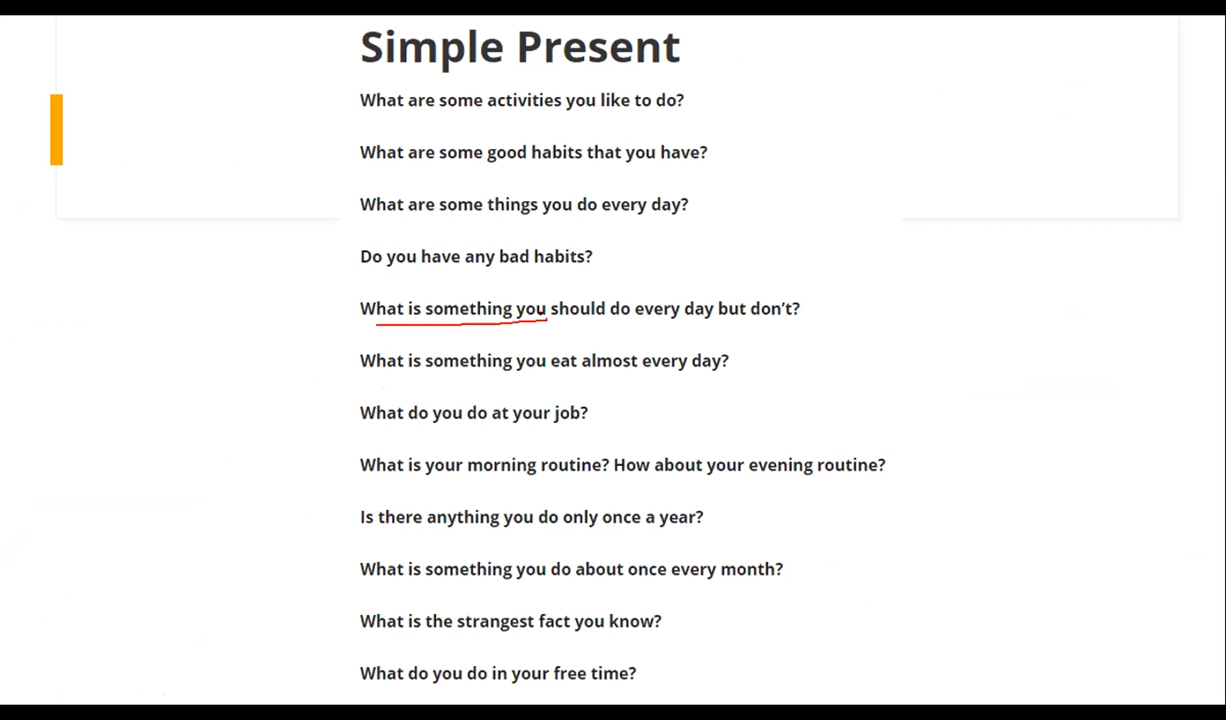 Simple Present
What are some activities you like to do?
What are some good habits that you have?
What are some things you do every day?
Do you have any bad habits?
What is something you should do every day but don’t?
What is something you eat almost every day?
What do you do at your job?
What is your morning routine? How about your evening routine?
Is there anything you do only once a year?
What is something you do about once every month?
What is the strangest fact you know?
What do you do in your free time?